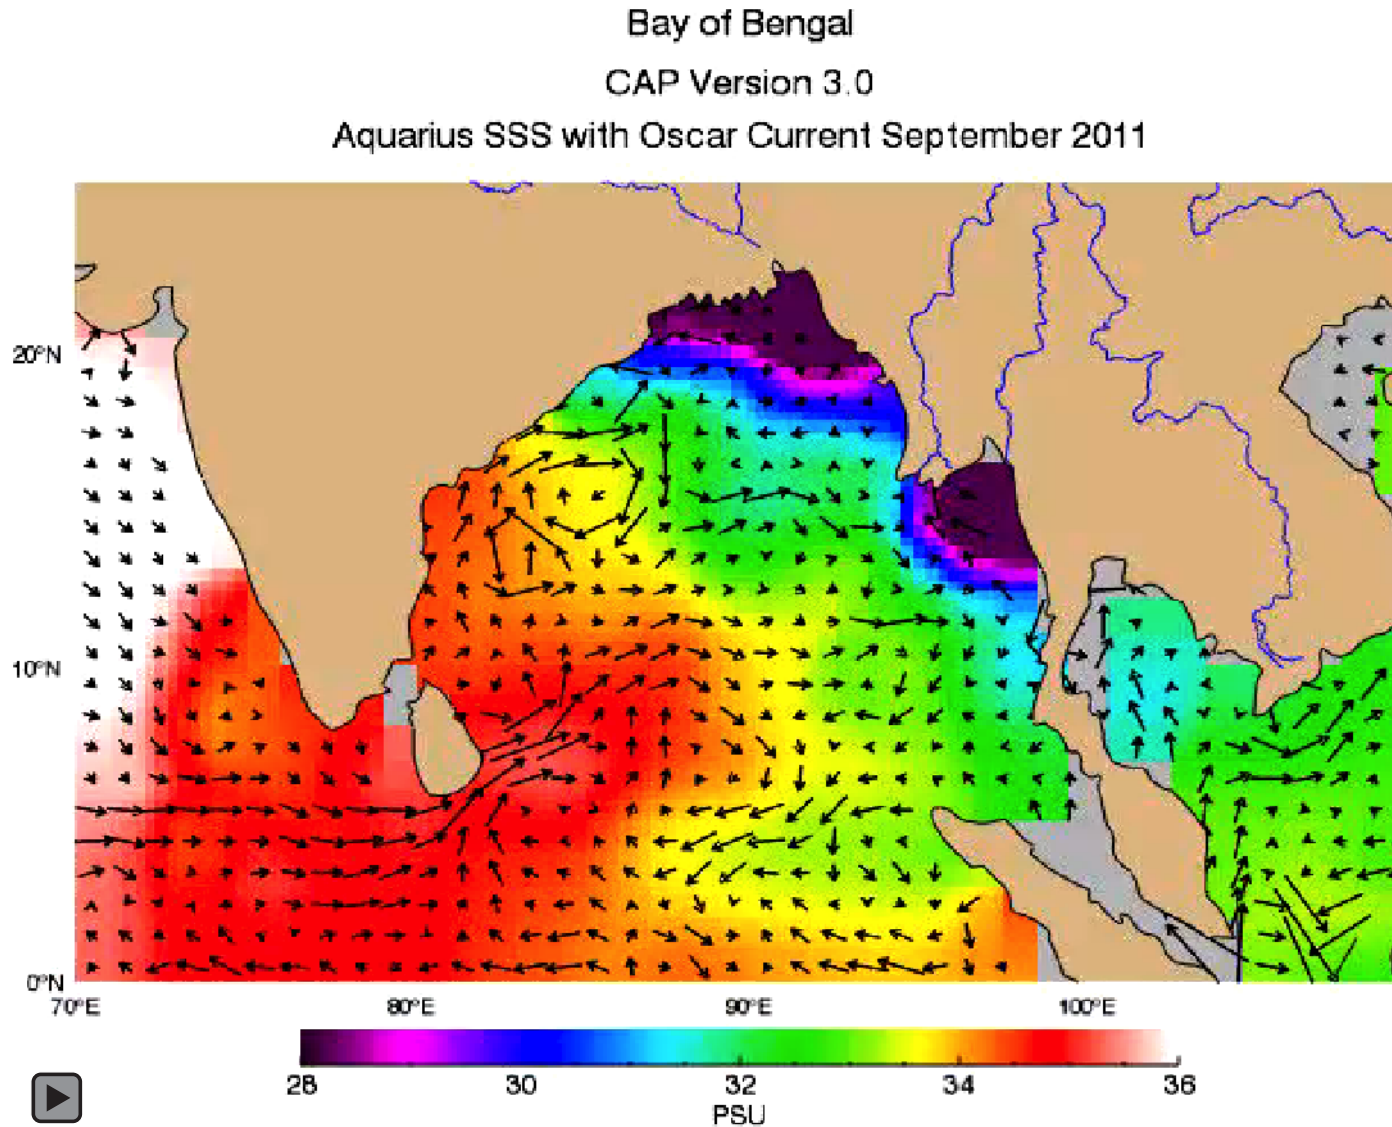 Bay of Bengal
CAP Version 3.0
Aquarius SSS with Oscar Current September 2011
20°N
10°N
0°N
70°E 80°E 90°E 100°E
28 30 32 34 36
PSU